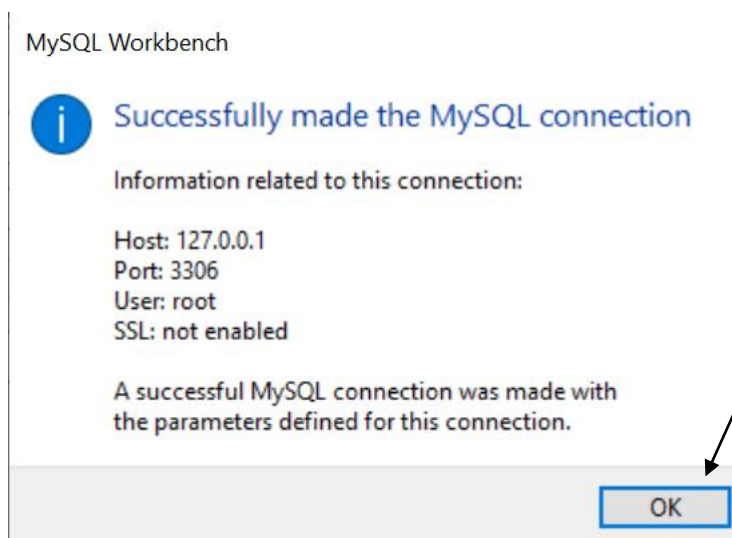 MySQL Workbench
Successfully made the MySQL connection
Information related to this connection:
Host: 127.0.0.1
Port: 3306
User: root
SSL: not enabled
A successful MySQL connection was made with
the parameters defined for this connection.
OK